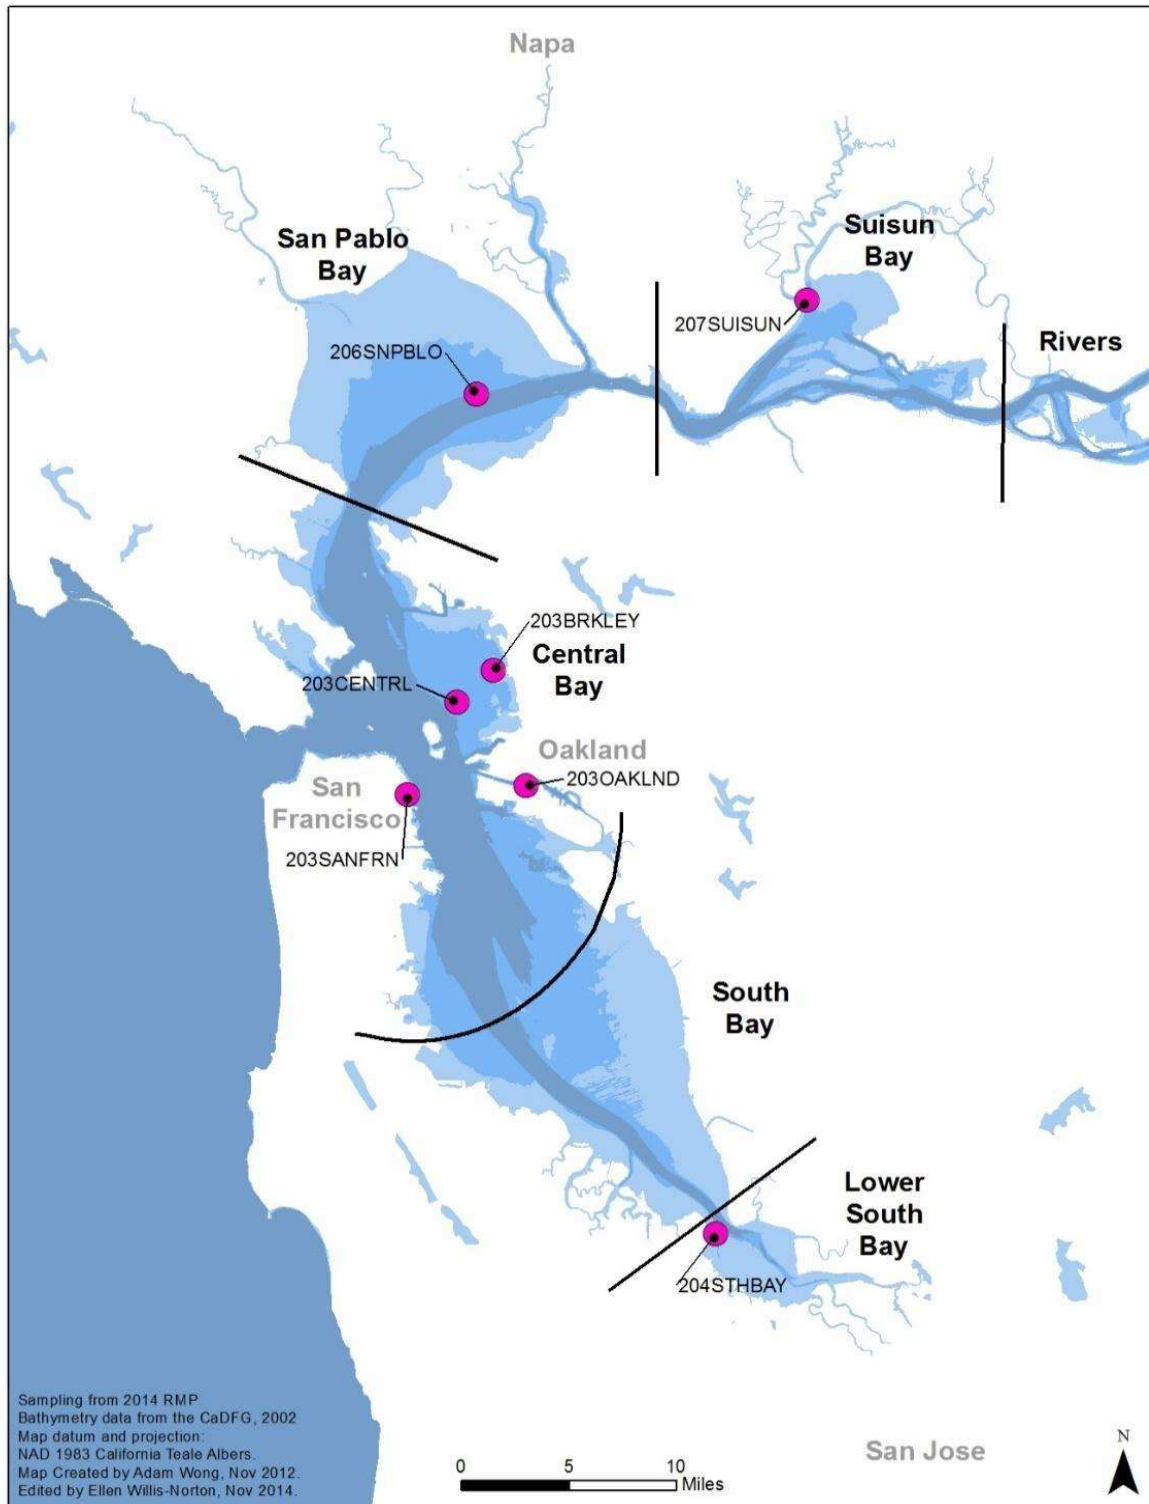 Napa
San Pablo
Bay
Suisun
Bay
207SUISUN
Rivers
206SNPBLO
203BRKLEY
Central
Bay
203CENTRL
Oakland
203OAKLND
San
Francisco
203SANFRN
South
Bay
Lower
South
Bay
204STHBAY
Sampling from 2014 RMP
Bathymetry data from the CaDFG, 2002
Map datum and projection:
NAD 1983 California Teale Albers.
Map Created by Adam Wong, Nov 2012.
Edited by Ellen Willis-Norton, Nov 2014.
0 5 10
Miles
San Jose
N